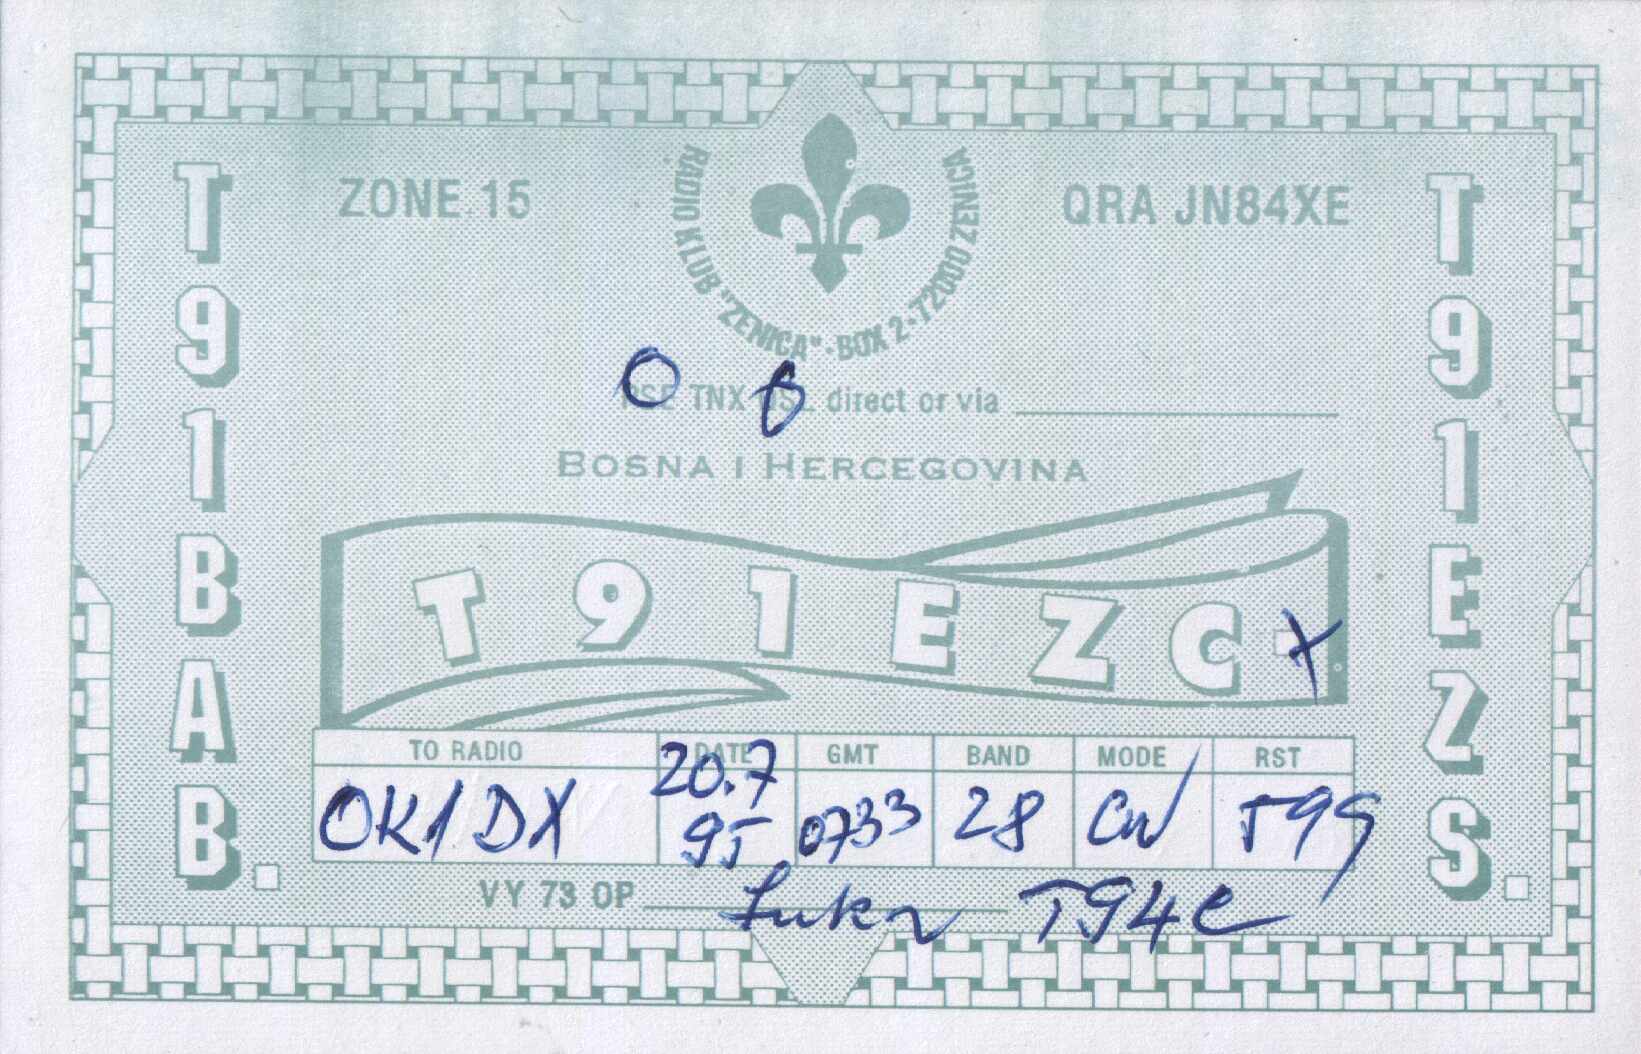 ZONE 15
RADIO KLUB "ZENICA" - BOX 2 - 72000 ZENICA
QRA JN84XE
PSE TNX QSL direct or via
BOSNA I HERCEGOVINA
T91BAB.
T91EZC
T91EZS.
TO RADIO DATE GMT BAND MODE RST
OK1DX 20.7 95 0733 28 CW 599
VY 73 OP Luka T94C